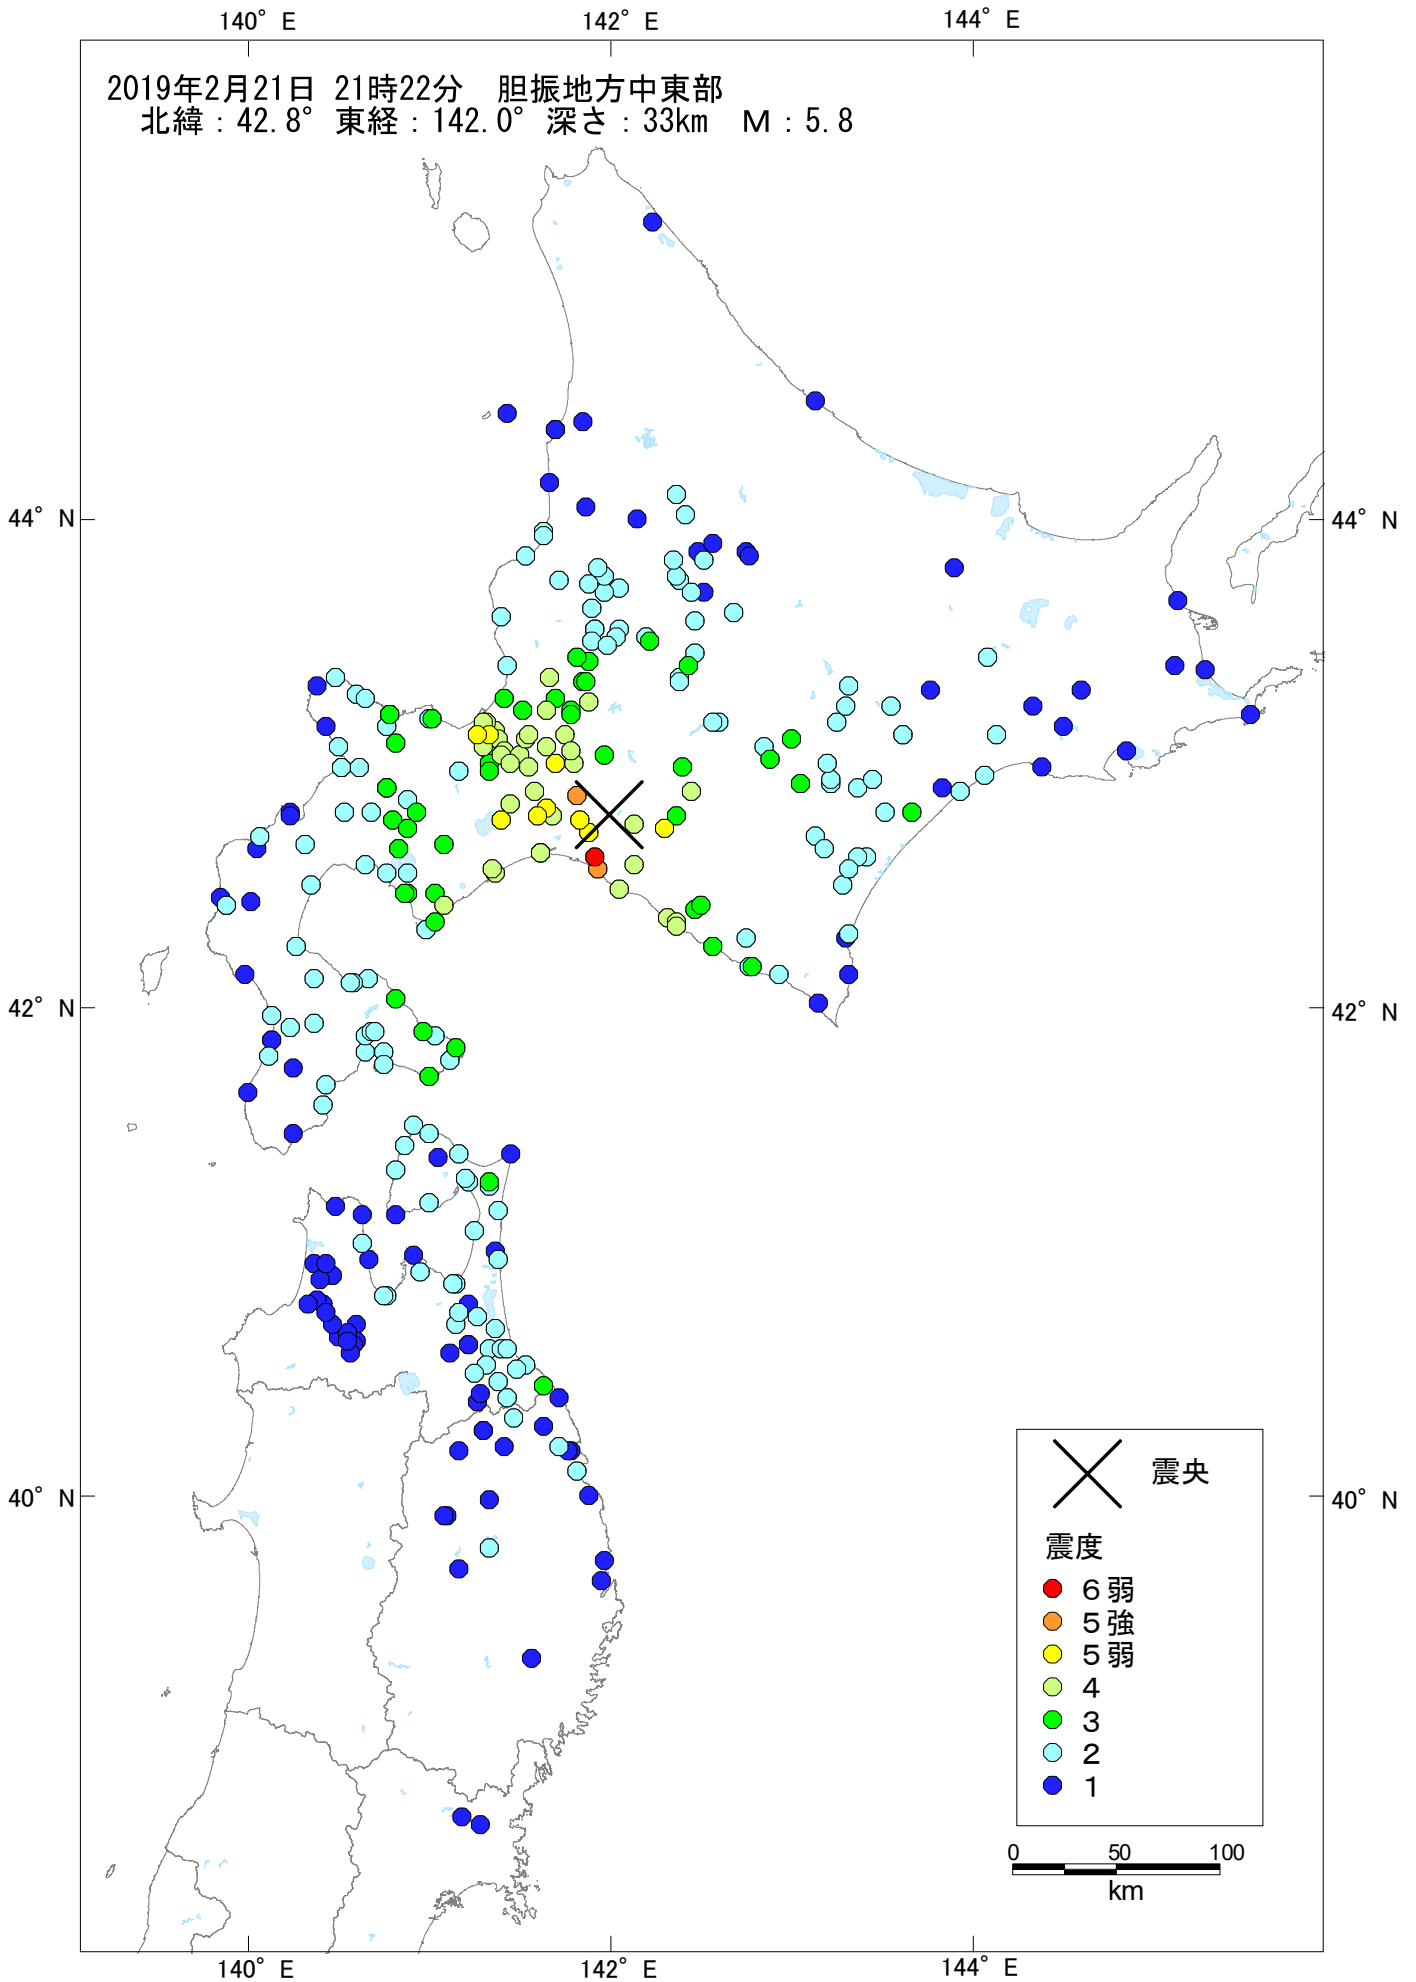 140° E 142° E 144° E
2019年2月21日 21時22分 胆振地方中東部
北緯：42.8° 東経：142.0° 深さ：33km Ｍ：5.8
44° N 44° N
42° N 42° N
40° N 40° N
震央
震度
６弱
５強
５弱
４
３
２
１
0 50 100
km
140° E 142° E 144° E